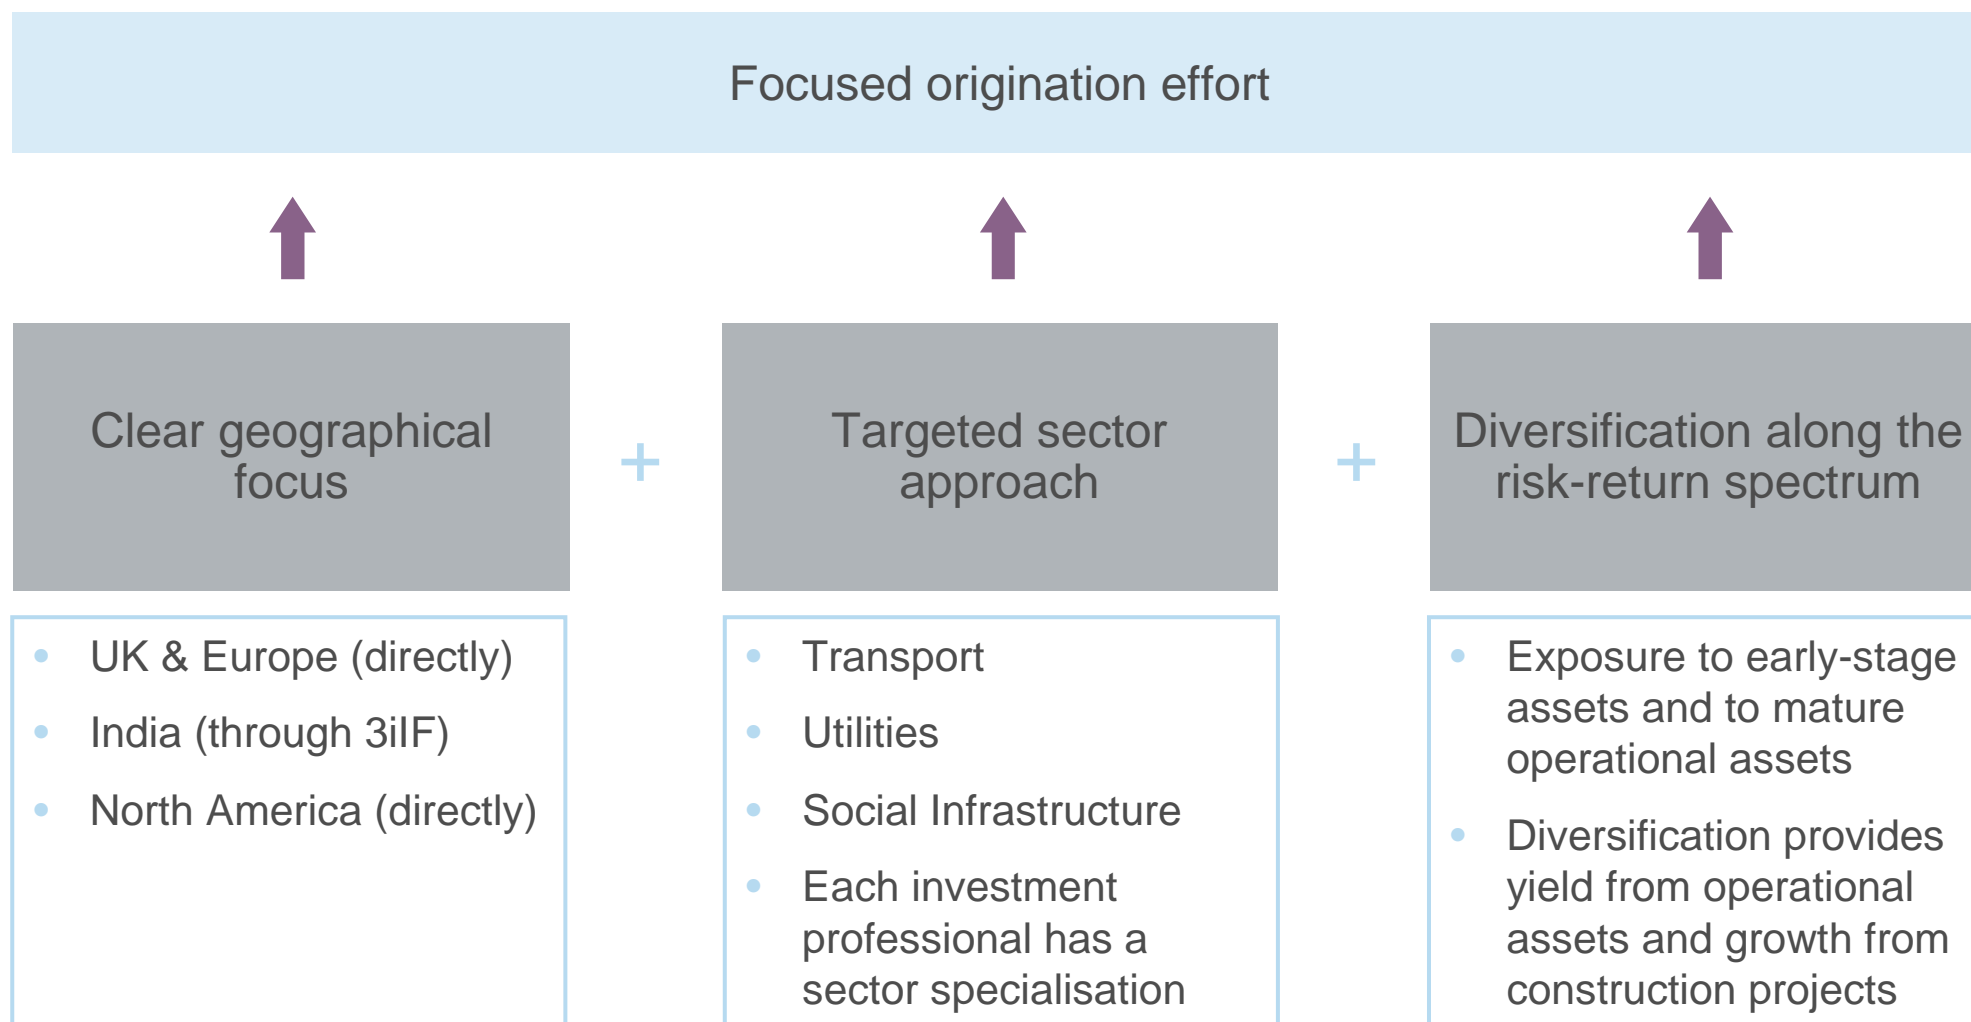 Focused origination effort
Clear geographical
focus
+
Targeted sector
approach
+
Diversification along the
risk-return spectrum
• UK & Europe (directly)
• India (through 3iIF)
• North America (directly)
• Transport
• Utilities
• Social Infrastructure
• Each investment
professional has a
sector specialisation
• Exposure to early-stage
assets and to mature
operational assets
• Diversification provides
yield from operational
assets and growth from
construction projects